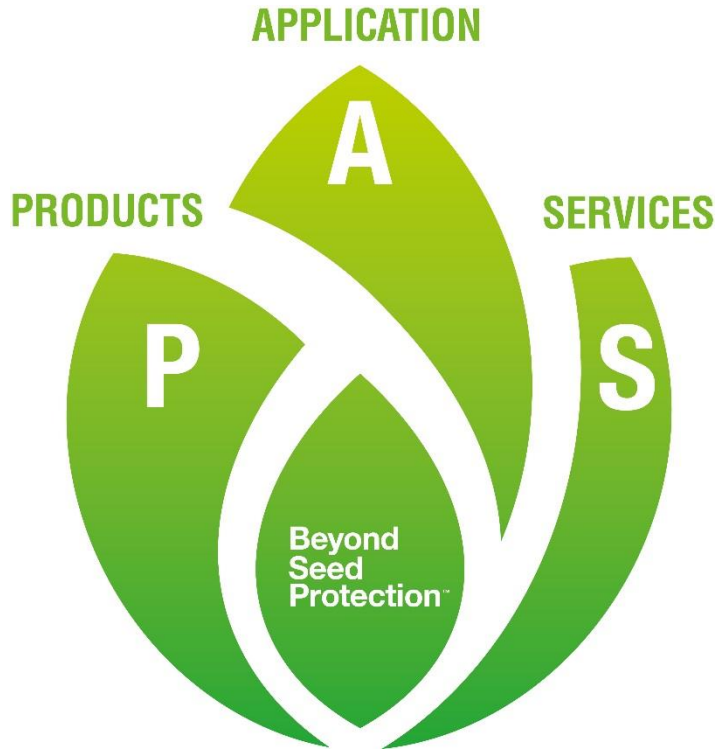 APPLICATION
A
PRODUCTS
SERVICES
P
S
Beyond
Seed
Protection™